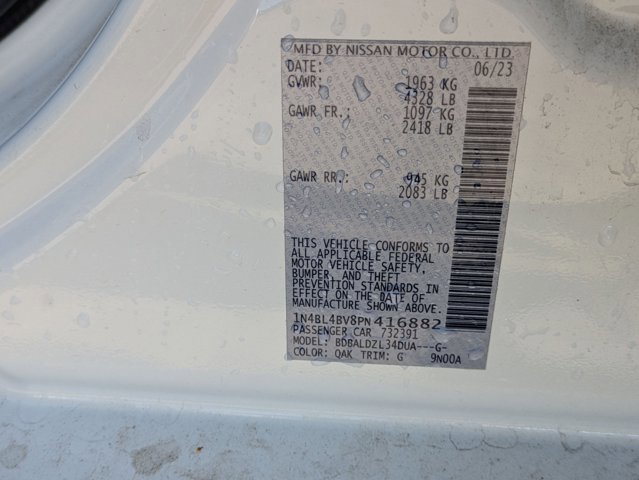 MFD BY NISSAN MOTOR CO., LTD.
DATE: 06/23
GVWR: 1963 KG
4328 LB
GAWR FR.: 1097 KG
2418 LB
GAWR RR.: 945 KG
2083 LB
THIS VEHICLE CONFORMS TO
ALL APPLICABLE FEDERAL
MOTOR VEHICLE SAFETY,
BUMPER, AND THEFT
PREVENTION STANDARDS IN
EFFECT ON THE DATE OF
MANUFACTURE SHOWN ABOVE.
1N4BL4BV8PN416882
PASSENGER CAR 732391
MODEL: BDBALDZL34DUA---G-
COLOR: QAK TRIM: G 9N00A